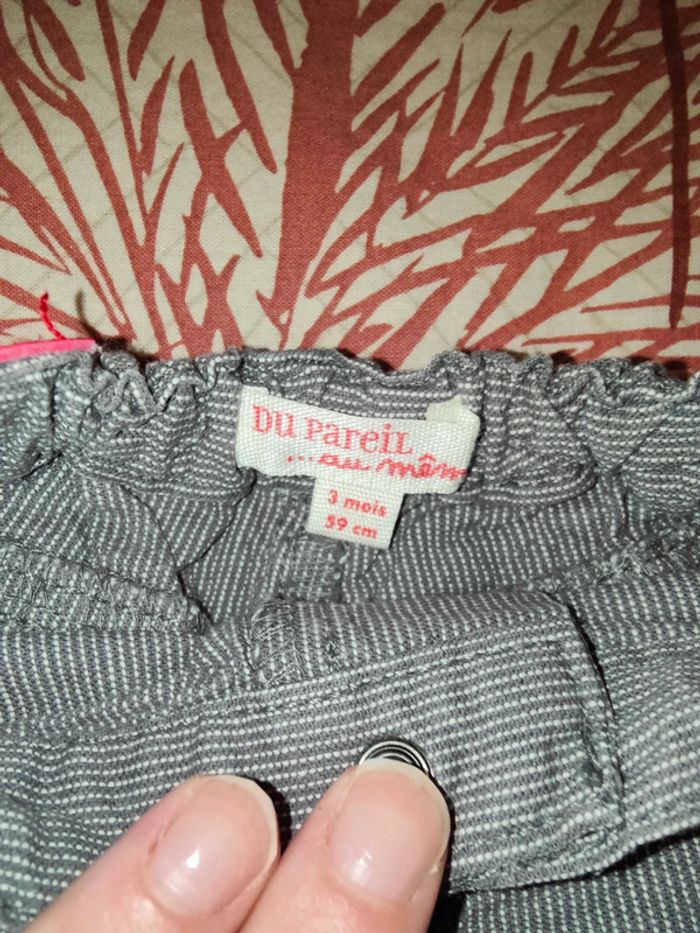 Du Pareil
...au mêm
3 mois
59 cm